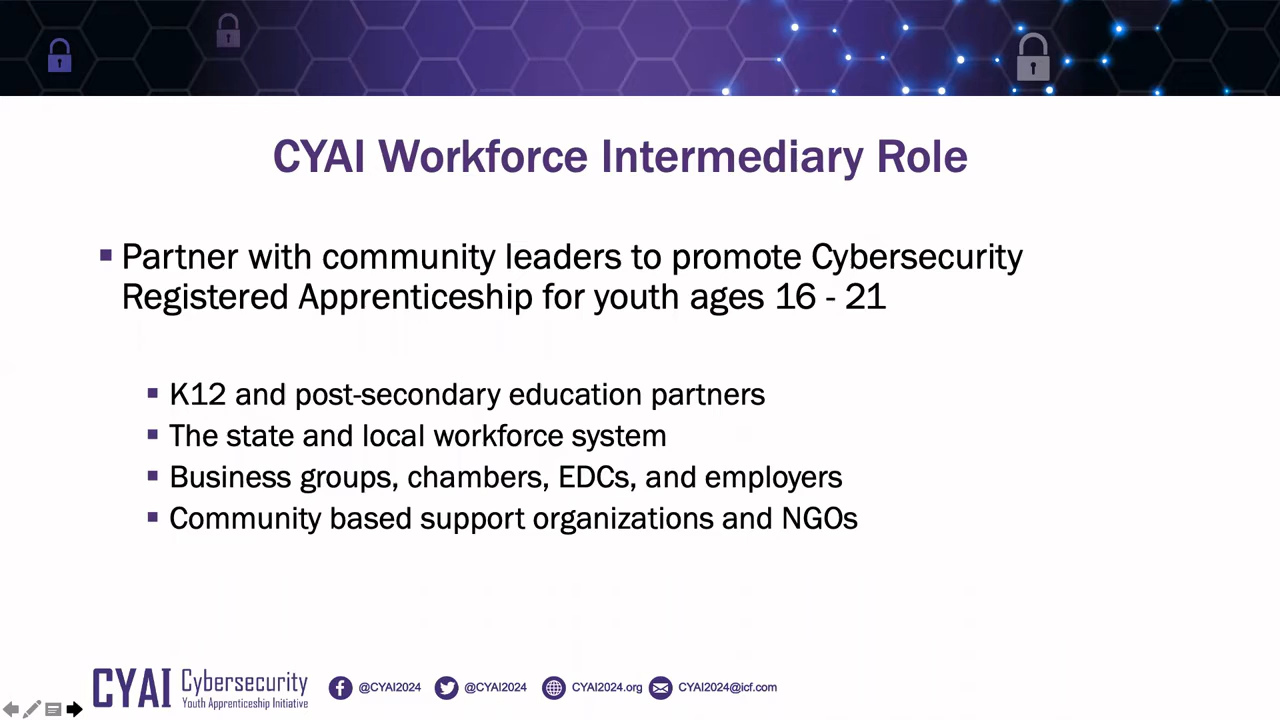 CYAI Workforce Intermediary Role
Partner with community leaders to promote Cybersecurity
Registered Apprenticeship for youth ages 16 - 21
K12 and post-secondary education partners
The state and local workforce system
Business groups, chambers, EDCs, and employers
Community based support organizations and NGOs
CYAI Cybersecurity
Youth Apprenticeship Initiative
@CYAI2024 @CYAI2024 CYAI2024.org CYAI2024@icf.com